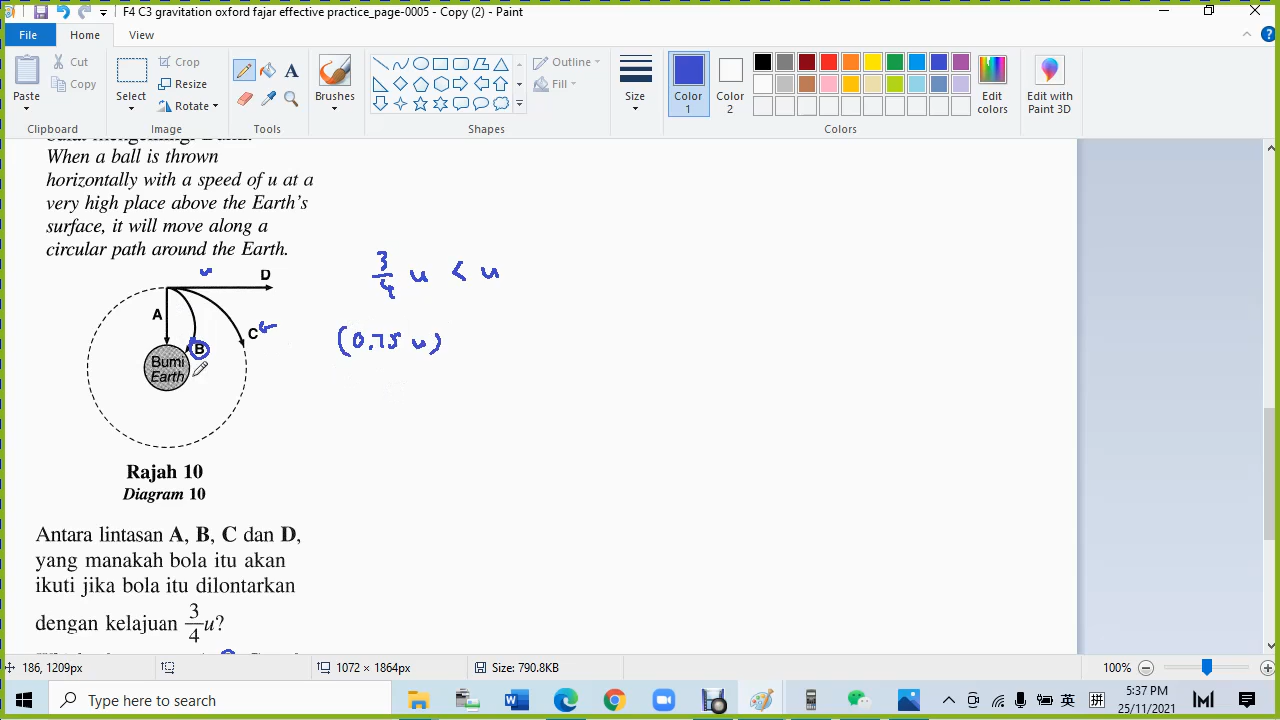 F4 C3 gravitation oxford fajar effective practice_page-0005 - Copy (2) - Paint
File
Home
View
Paste
Cut
Copy
Clipboard
Select
Crop
Resize
Rotate
Image
A
Tools
Brushes
Outline
Fill
Shapes
Size
Color 1
Color 2
Edit colors
Edit with Paint 3D
Colors
When a ball is thrown
horizontally with a speed of u at a
very high place above the Earth's
surface, it will move along a
circular path around the Earth.
u
D
A
C
B
Bumi
Earth
3/4 u < u
(0.75 u)
Rajah 10
Diagram 10
Antara lintasan A, B, C dan D,
yang manakah bola itu akan
ikuti jika bola itu dilontarkan
dengan kelajuan 3/4 u?
186, 1209px
1072 × 1864px
Size: 790.8KB
100%
Type here to search
英
拼
5:37 PM
25/11/2021